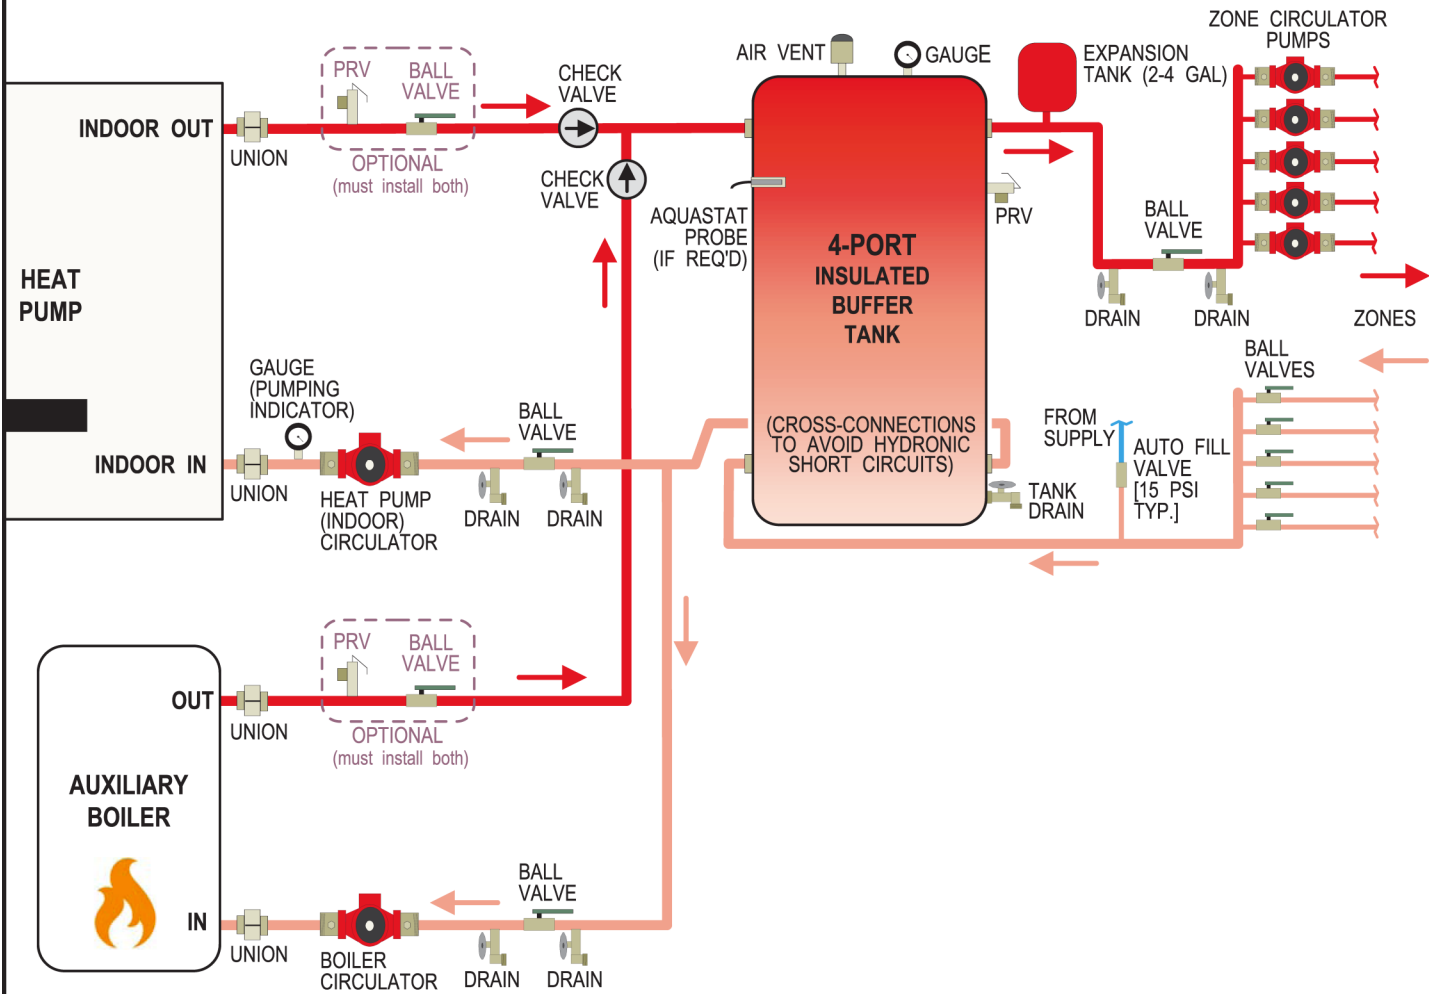 ZONE CIRCULATOR
PUMPS
AIR VENT
GAUGE
EXPANSION
TANK (2-4 GAL)
PRV
BALL
VALVE
CHECK
VALVE
INDOOR OUT
UNION
OPTIONAL
(must install both)
CHECK
VALVE
AQUASTAT
PROBE
(IF REQ'D)
PRV
BALL
VALVE
4-PORT
INSULATED
BUFFER
TANK
HEAT
PUMP
DRAIN
DRAIN
ZONES
BALL
VALVES
GAUGE
(PUMPING
INDICATOR)
BALL
VALVE
(CROSS-CONNECTIONS
TO AVOID HYDRONIC
SHORT CIRCUITS)
FROM
SUPPLY
AUTO FILL
VALVE
[15 PSI
TYP.]
INDOOR IN
UNION
HEAT PUMP
(INDOOR)
CIRCULATOR
DRAIN
DRAIN
TANK
DRAIN
PRV
BALL
VALVE
OUT
UNION
OPTIONAL
(must install both)
AUXILIARY
BOILER
BALL
VALVE
IN
UNION
BOILER
CIRCULATOR
DRAIN
DRAIN